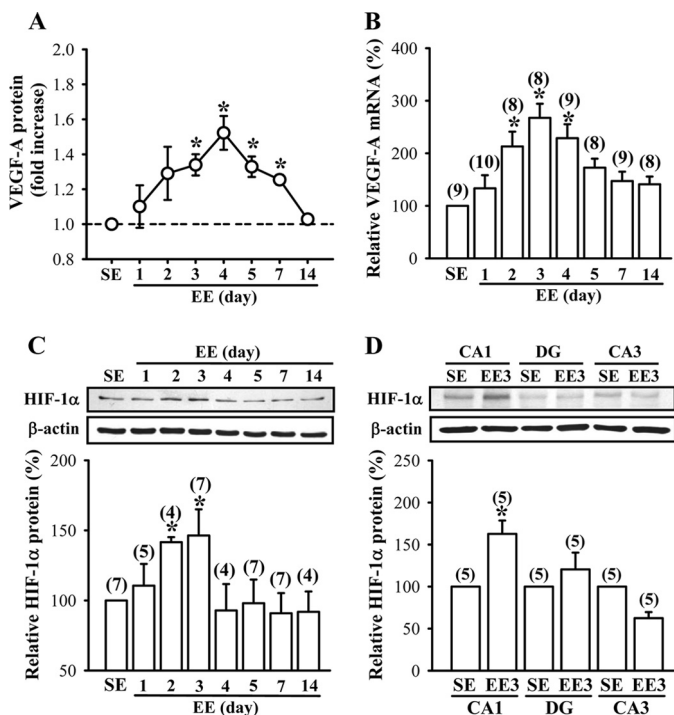 A
VEGF-A protein
(fold increase)
1.6
1.4
1.2
1.0
0.8
*
*
*
*
SE 1 2 3 4 5 7 14
EE (day)
B
Relative VEGF-A mRNA (%)
400
300
200
100
0
(9) (10) (8) (8) (9) (8) (9) (8)
* * *
SE 1 2 3 4 5 7 14
EE (day)
C
EE (day)
SE 1 2 3 4 5 7 14
HIF-1α
β-actin
Relative HIF-1α protein (%)
200
150
100
50
(7) (5) (4) (7) (4) (5) (7) (4)
* *
SE 1 2 3 4 5 7 14
EE (day)
D
CA1 DG CA3
SE EE3 SE EE3 SE EE3
HIF-1α
β-actin
Relative HIF-1α protein (%)
250
200
150
100
50
0
(5) (5) (5) (5) (5) (5)
*
SE EE3 SE EE3 SE EE3
CA1 DG CA3